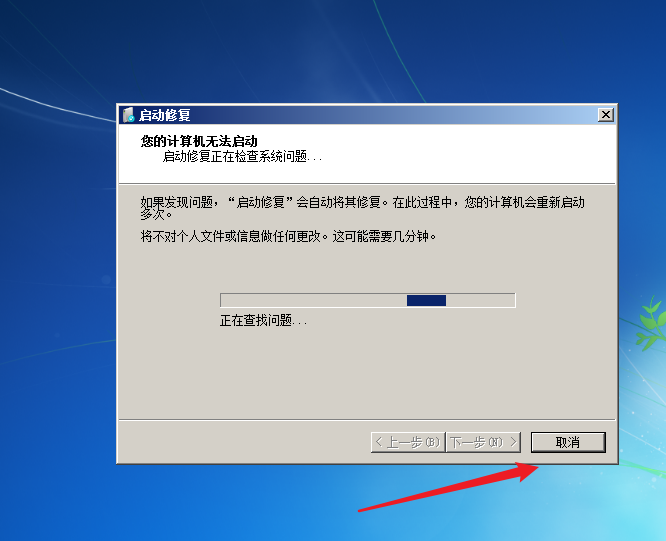 启动修复
您的计算机无法启动
启动修复正在检查系统问题...
如果发现问题，“启动修复”会自动将其修复。在此过程中，您的计算机会重新启动
多次。
将不对个人文件或信息做任何更改。这可能需要几分钟。
正在查找问题...
< 上一步(B) 下一步(N) > 取消